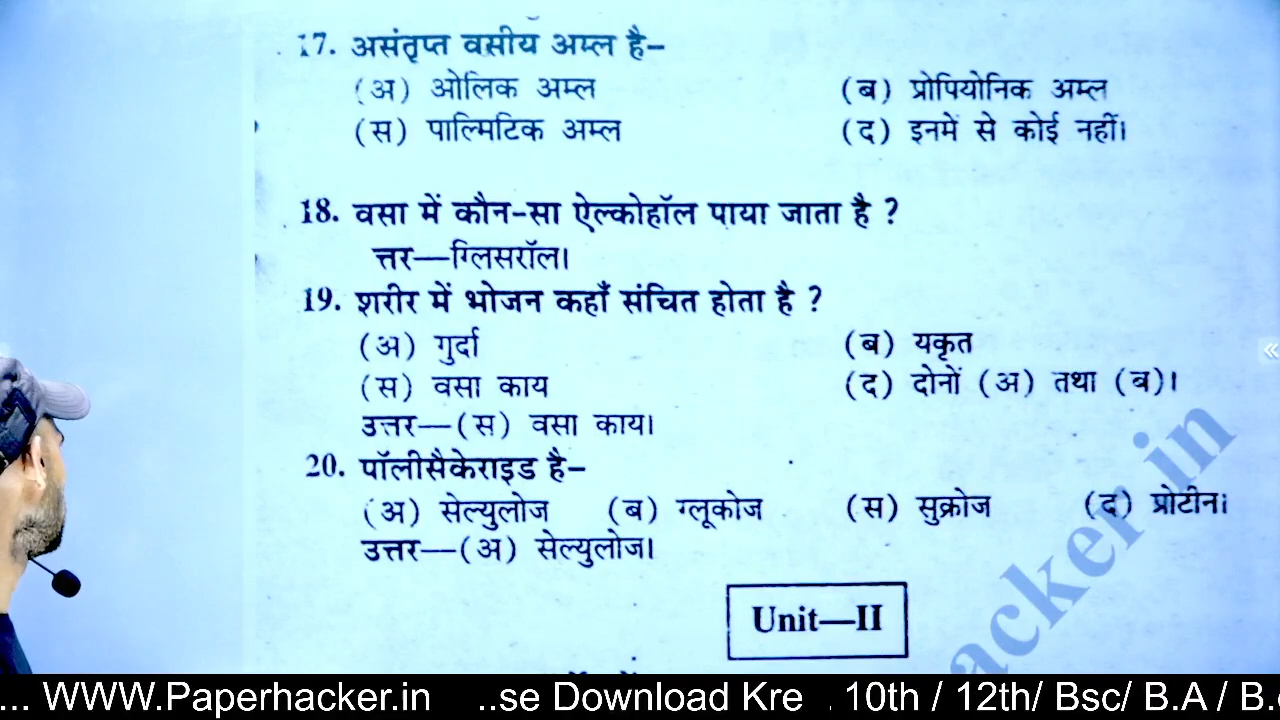 17. असंतृप्त वसीय अम्ल है–
(अ) ओलिक अम्ल (ब) प्रोपियोनिक अम्ल
(स) पाल्मिटिक अम्ल (द) इनमें से कोई नहीं।
18. वसा में कौन-सा ऐल्कोहॉल पाया जाता है ?
त्तर—ग्लिसरॉल।
19. शरीर में भोजन कहाँ संचित होता है ?
(अ) गुर्दा (ब) यकृत
(स) वसा काय (द) दोनों (अ) तथा (ब)।
उत्तर—(स) वसा काय।
20. पॉलीसैकेराइड है–
(अ) सेल्युलोज (ब) ग्लूकोज (स) सुक्रोज (द) प्रोटीन।
उत्तर—(अ) सेल्युलोज।
acker in
Unit—II
... WWW.Paperhacker.in ..se Download Kre . 10th / 12th/ Bsc/ B.A / B.